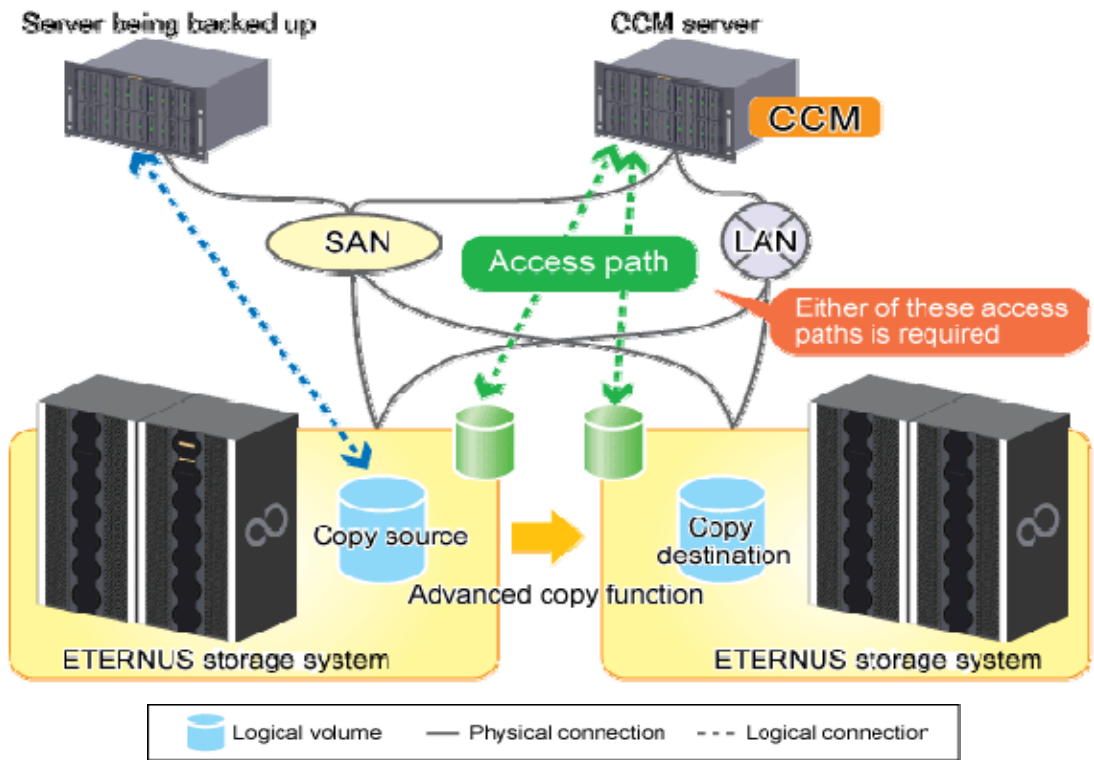 Server being backed up
CCM server
CCM
SAN
LAN
Access path
Either of these access
paths is required
Copy source
Copy
destination
Advanced copy function
ETERNUS storage system
ETERNUS storage system
Logical volume
Physical connection
Logical connection